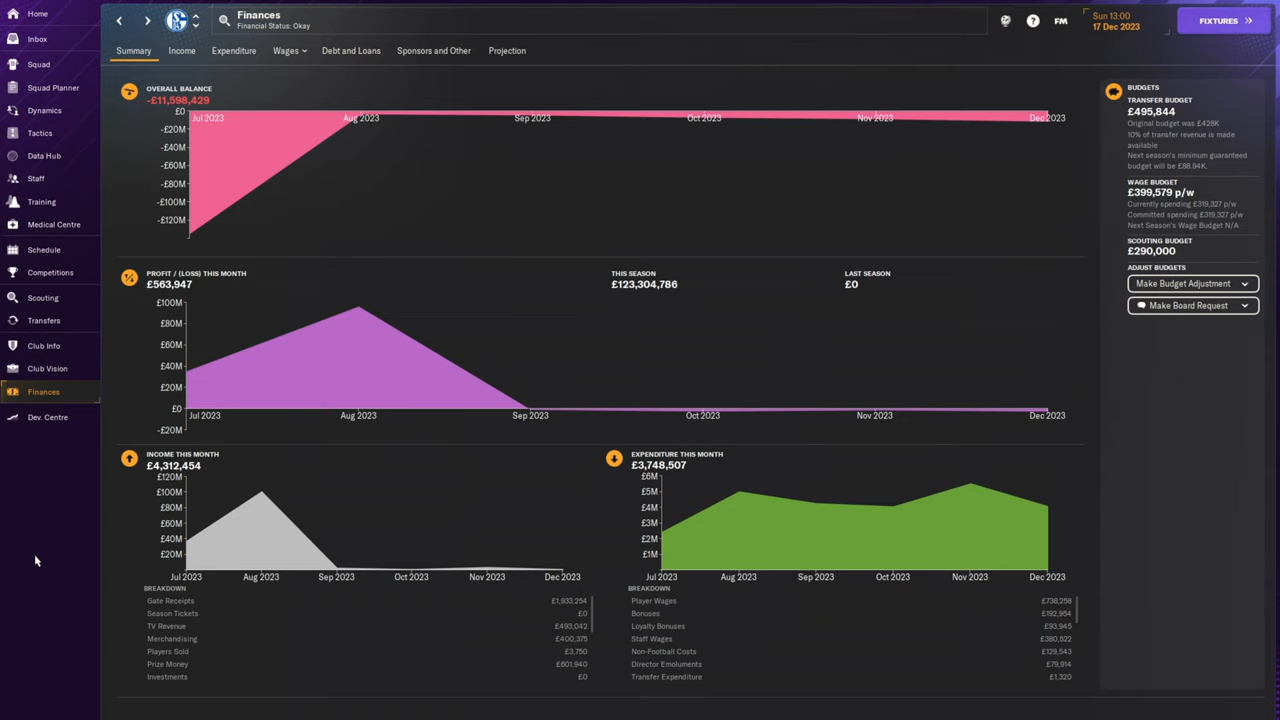 Home
Inbox
Squad
Squad Planner
Dynamics
Tactics
Data Hub
Staff
Training
Medical Centre
Schedule
Competitions
Scouting
Transfers
Club Info
Club Vision
Finances
Dev. Centre
Finances
Financial Status: Okay
?
FM
Sun 13:00
17 Dec 2023
FIXTURES
Summary
Income
Expenditure
Wages
Debt and Loans
Sponsors and Other
Projection
OVERALL BALANCE
-£11,598,429
£0
-£20M
-£40M
-£60M
-£80M
-£100M
-£120M
Jul 2023
Aug 2023
Sep 2023
Oct 2023
Nov 2023
Dec 2023
PROFIT / (LOSS) THIS MONTH
£563,947
THIS SEASON
£123,304,786
LAST SEASON
£0
£100M
£80M
£60M
£40M
£20M
£0
-£20M
Jul 2023
Aug 2023
Sep 2023
Oct 2023
Nov 2023
Dec 2023
INCOME THIS MONTH
£4,312,454
£120M
£100M
£80M
£60M
£40M
£20M
Jul 2023
Aug 2023
Sep 2023
Oct 2023
Nov 2023
Dec 2023
BREAKDOWN
Gate Receipts £1,933,254
Season Tickets £0
TV Revenue £493,042
Merchandising £400,375
Players Sold £3,750
Prize Money £601,940
Investments £0
EXPENDITURE THIS MONTH
£3,748,507
£6M
£5M
£4M
£3M
£2M
£1M
Jul 2023
Aug 2023
Sep 2023
Oct 2023
Nov 2023
Dec 2023
BREAKDOWN
Player Wages £738,258
Bonuses £192,954
Loyalty Bonuses £93,945
Staff Wages £380,522
Non-Football Costs £129,543
Director Emoluments £79,914
Transfer Expenditure £1,320
BUDGETS
TRANSFER BUDGET
£495,844
Original budget was £428K
10% of transfer revenue is made
available
Next season's minimum guaranteed
budget will be £88.94K.
WAGE BUDGET
£399,579 p/w
Currently spending £319,327 p/w
Committed spending £319,327 p/w
Next Season's Wage Budget N/A
SCOUTING BUDGET
£290,000
ADJUST BUDGETS
Make Budget Adjustment
Make Board Request